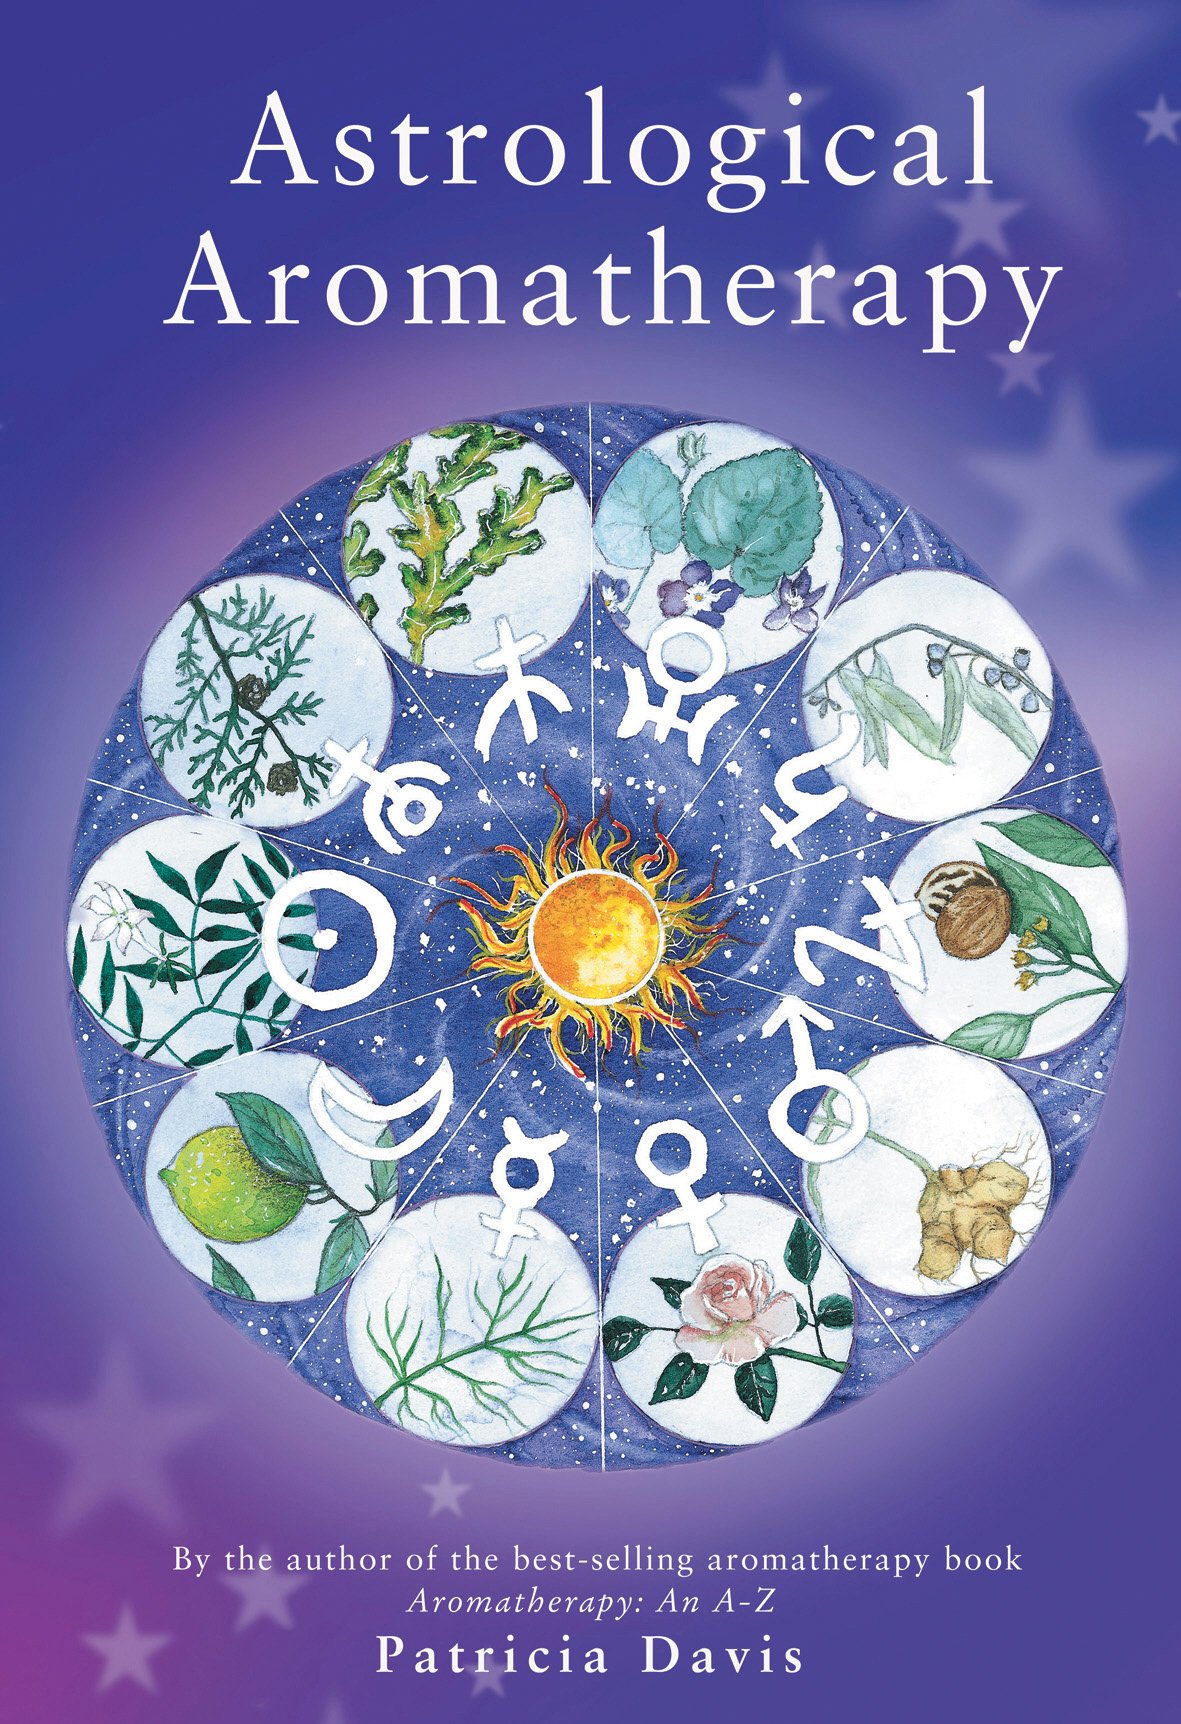 Astrological
Aromatherapy
By the author of the best-selling aromatherapy book
Aromatherapy: An A-Z
Patricia Davis